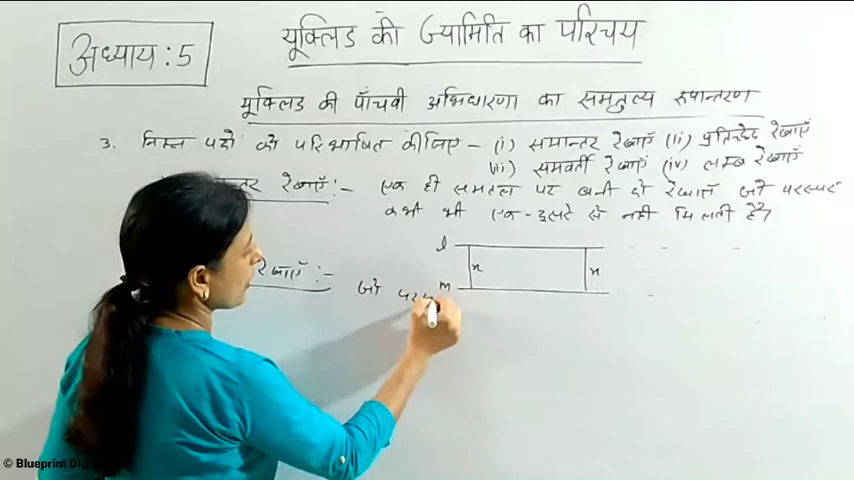 अध्याय : 5
यूक्लिड की ज्यामिति का परिचय
यूक्लिड की पाँचवी अभिधारणा का समतुल्य रूपान्तरण
3. निम्न पदों को परिभाषित कीजिए - (i) समान्तर रेखाएँ (ii) प्रतिच्छेद रेखाएँ
(iii) समवर्ती रेखाएं (iv) लम्ब रेखाएँ
रेखाएँ :- एक ही समतल पर बनी दो रेखाएं जो परस्पर
कभी भी एक-दूसरे से नहीं मिलती है,
l
x x
रेखाएँ :-
m
जो
© Blueprint